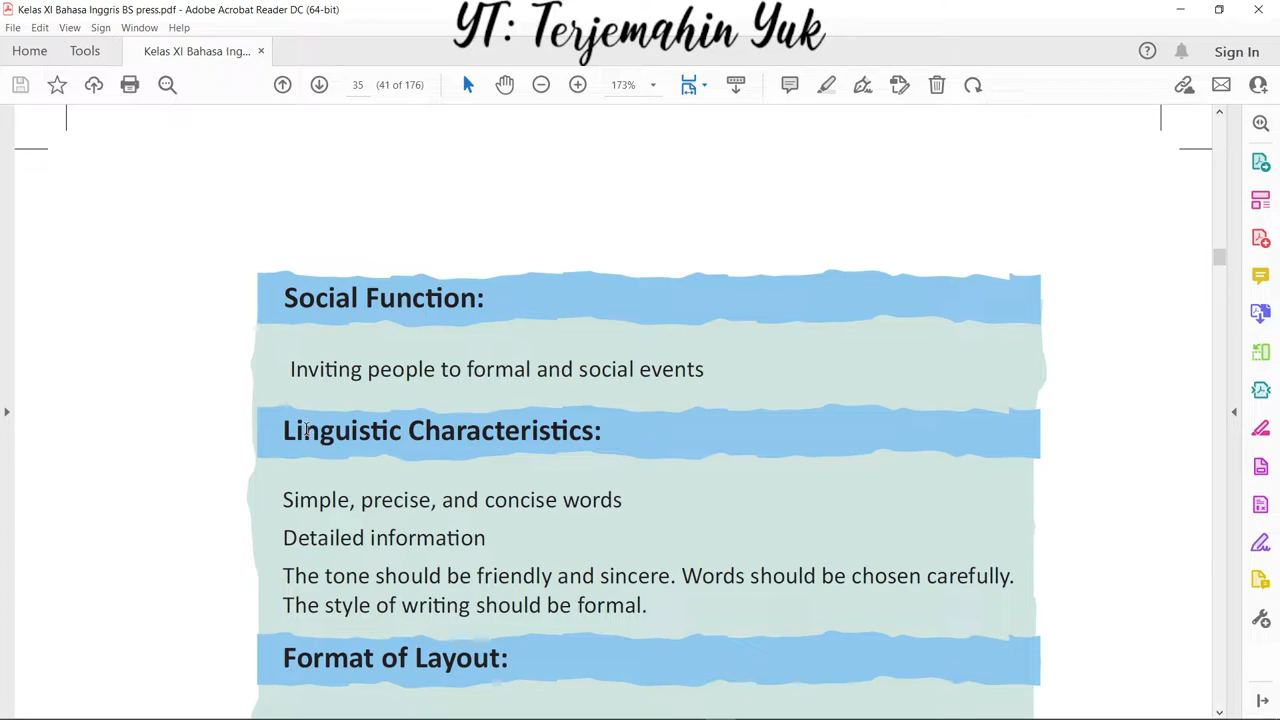 Kelas XI Bahasa Inggris BS press.pdf - Adobe Acrobat Reader DC (64-bit)
YT: Terjemahin Yuk
File Edit View Sign Window Help
Home Tools Kelas XI Bahasa Ing... × Sign In
35 (41 of 176) 173%
Social Function:
Inviting people to formal and social events
Linguistic Characteristics:
Simple, precise, and concise words
Detailed information
The tone should be friendly and sincere. Words should be chosen carefully.
The style of writing should be formal.
Format of Layout: